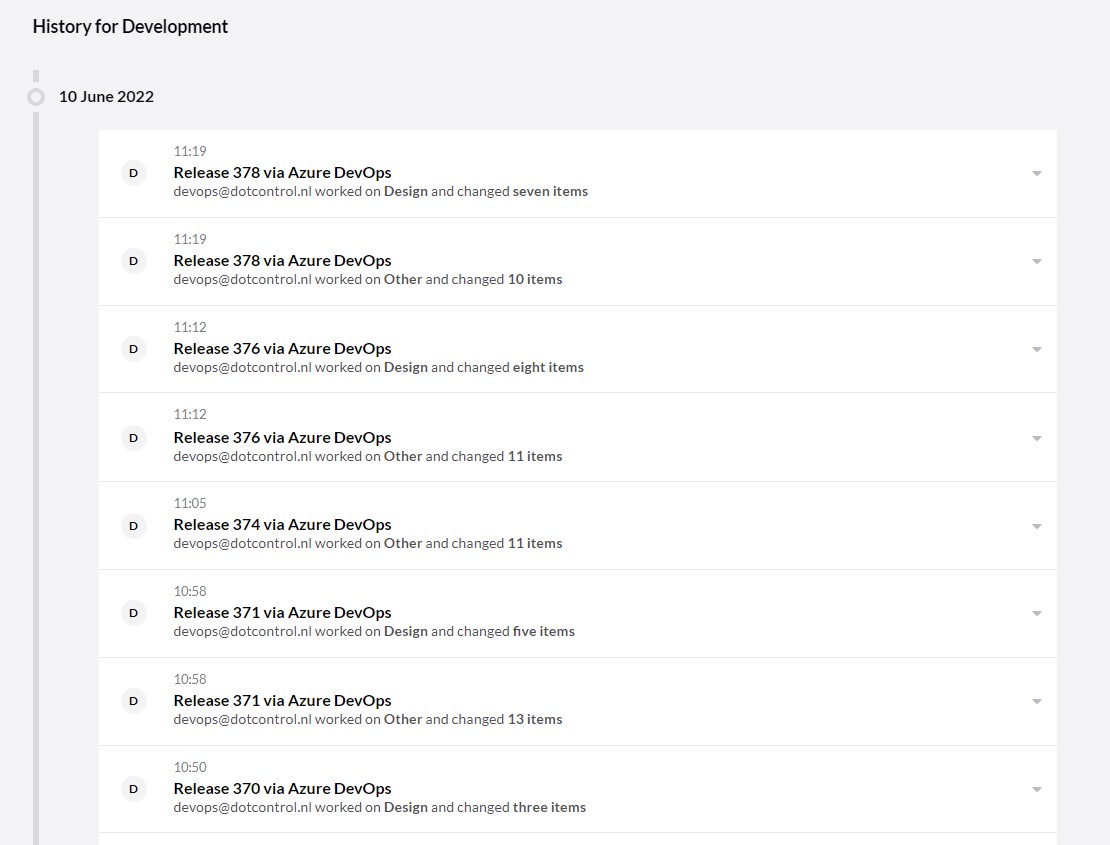 History for Development
10 June 2022
11:19
D
Release 378 via Azure DevOps
devops@dotcontrol.nl worked on Design and changed seven items
11:19
D
Release 378 via Azure DevOps
devops@dotcontrol.nl worked on Other and changed 10 items
11:12
D
Release 376 via Azure DevOps
devops@dotcontrol.nl worked on Design and changed eight items
11:12
D
Release 376 via Azure DevOps
devops@dotcontrol.nl worked on Other and changed 11 items
11:05
D
Release 374 via Azure DevOps
devops@dotcontrol.nl worked on Other and changed 11 items
10:58
D
Release 371 via Azure DevOps
devops@dotcontrol.nl worked on Design and changed five items
10:58
D
Release 371 via Azure DevOps
devops@dotcontrol.nl worked on Other and changed 13 items
10:50
D
Release 370 via Azure DevOps
devops@dotcontrol.nl worked on Design and changed three items